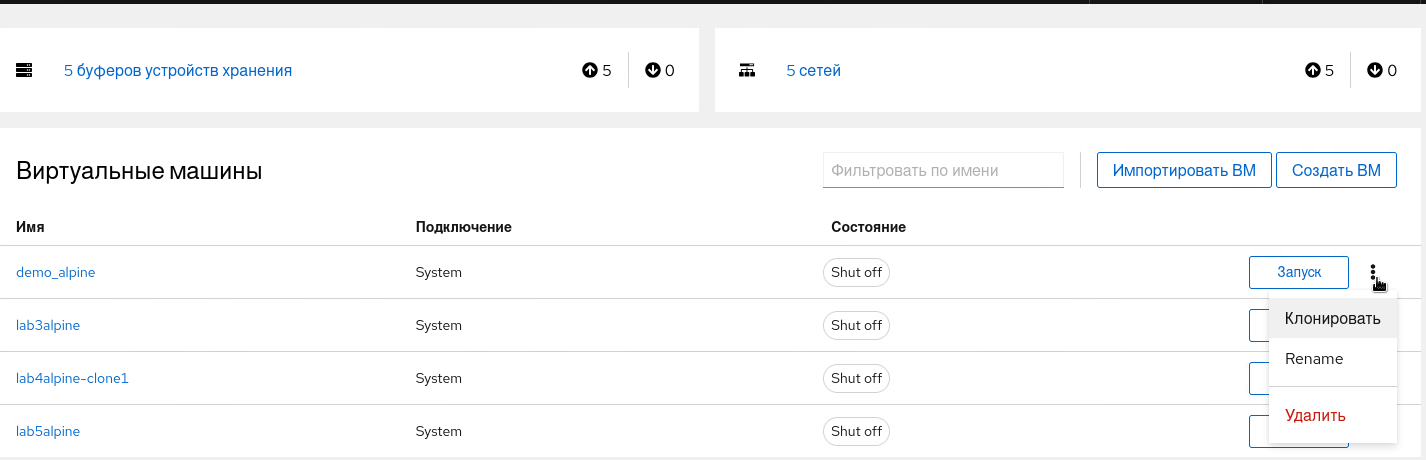 5 буферов устройств хранения 5 0 5 сетей 5 0
Виртуальные машины Фильтровать по имени Импортировать ВМ Создать ВМ
Имя Подключение Состояние
demo_alpine System Shut off Запуск
lab3alpine System Shut off Клонировать
Rename
lab4alpine-clone1 System Shut off
Удалить
lab5alpine System Shut off